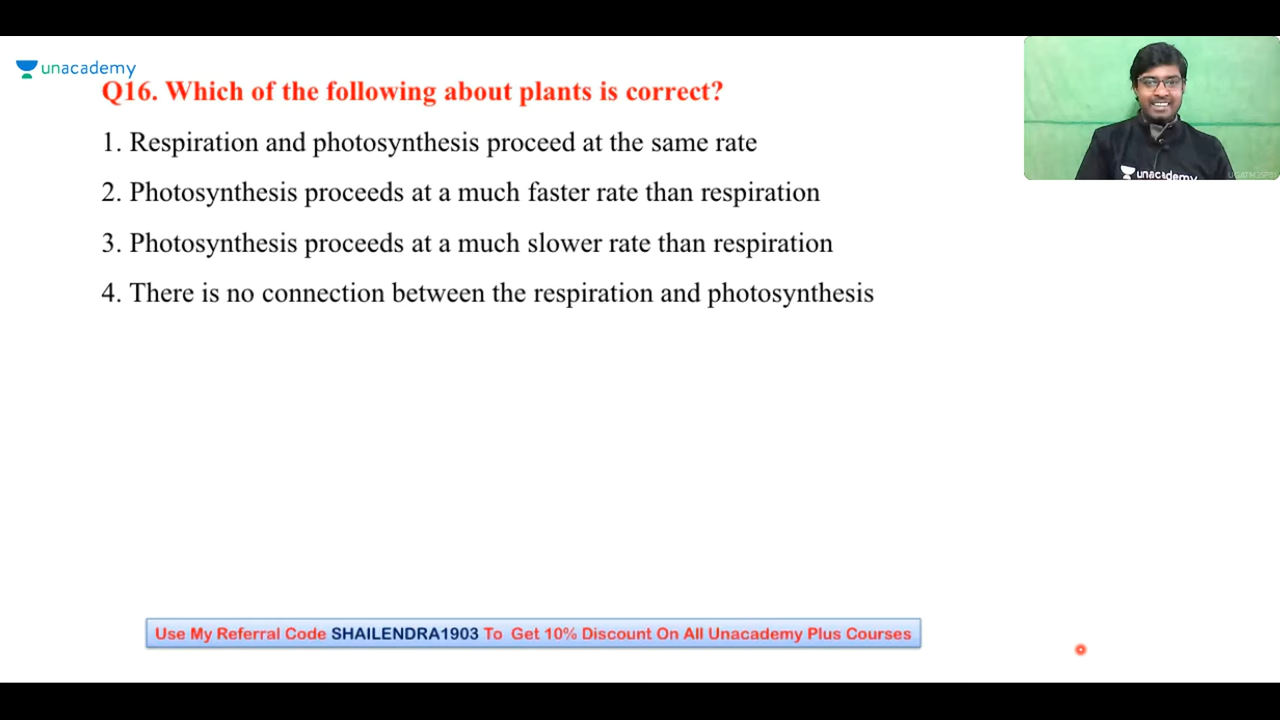 unacademy
Q16. Which of the following about plants is correct?
1. Respiration and photosynthesis proceed at the same rate
2. Photosynthesis proceeds at a much faster rate than respiration
3. Photosynthesis proceeds at a much slower rate than respiration
4. There is no connection between the respiration and photosynthesis
unacademy
Use My Referral Code SHAILENDRA1903 To Get 10% Discount On All Unacademy Plus Courses